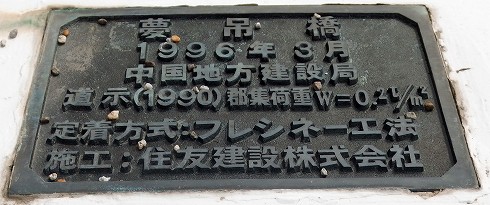 夢吊橋
1996年3月
中国地方建設局
道示(1990)群集荷重W=0.2t/m²
定着方式:フレシネー工法
施工:住友建設株式会社